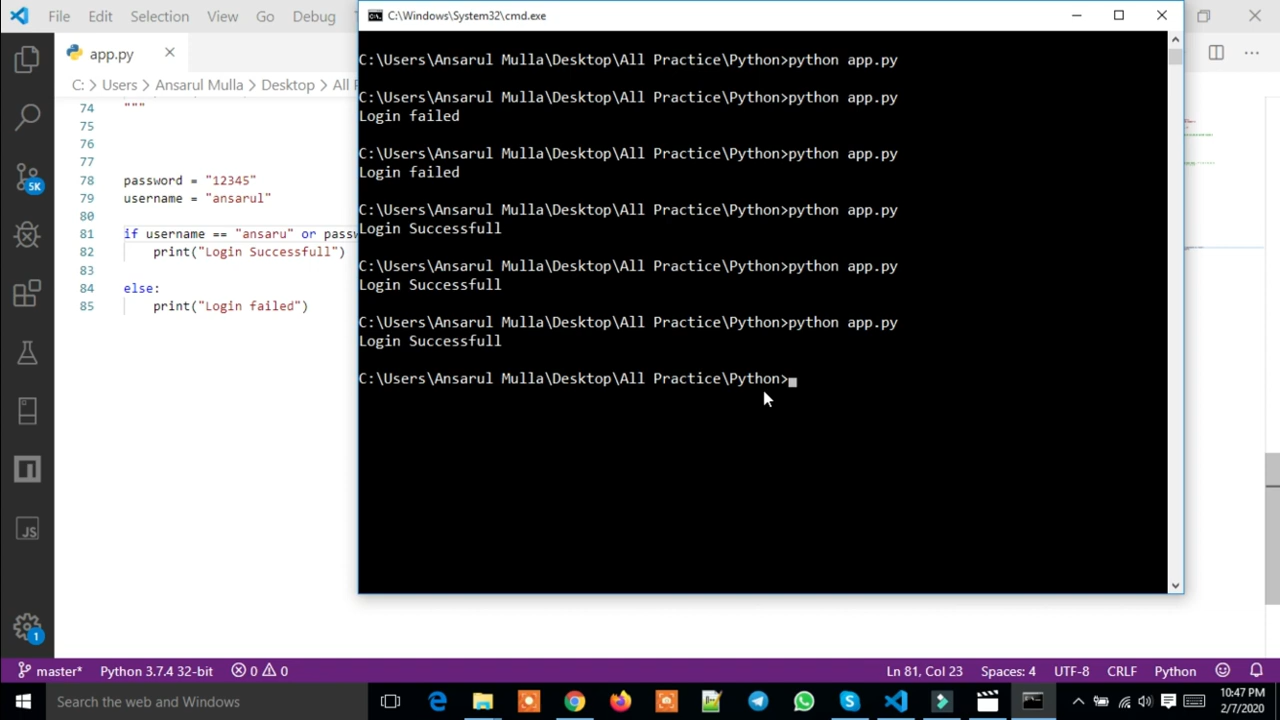 File Edit Selection View Go Debug
C:\Windows\System32\cmd.exe
app.py
C: > Users > Ansarul Mulla > Desktop > All
74 """
75
76
77
78 password = "12345"
79 username = "ansarul"
80
81 if username == "ansaru" or passw
82 print("Login Successfull")
83
84 else:
85 print("Login failed")
C:\Users\Ansarul Mulla\Desktop\All Practice\Python>python app.py
C:\Users\Ansarul Mulla\Desktop\All Practice\Python>python app.py
Login failed
C:\Users\Ansarul Mulla\Desktop\All Practice\Python>python app.py
Login failed
C:\Users\Ansarul Mulla\Desktop\All Practice\Python>python app.py
Login Successfull
C:\Users\Ansarul Mulla\Desktop\All Practice\Python>python app.py
Login Successfull
C:\Users\Ansarul Mulla\Desktop\All Practice\Python>python app.py
Login Successfull
C:\Users\Ansarul Mulla\Desktop\All Practice\Python>
5K
JS
1
master* Python 3.7.4 32-bit 0 0 Ln 81, Col 23 Spaces: 4 UTF-8 CRLF Python
Search the web and Windows
10:47 PM
2/7/2020